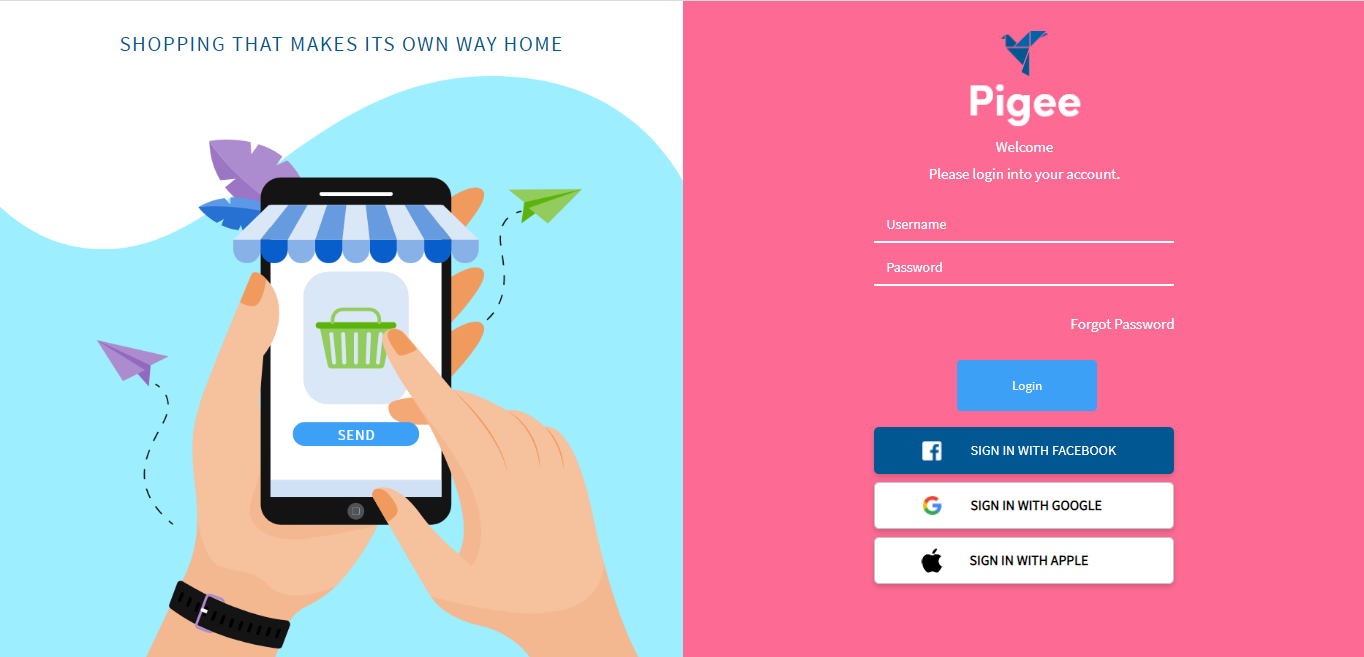 SHOPPING THAT MAKES ITS OWN WAY HOME
SEND
Pigee
Welcome
Please login into your account.
Username
Password
Forgot Password
Login
SIGN IN WITH FACEBOOK
SIGN IN WITH GOOGLE
SIGN IN WITH APPLE